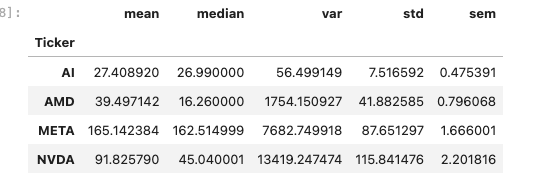 8]:
mean median var std sem
Ticker
AI 27.408920 26.990000 56.499149 7.516592 0.475391
AMD 39.497142 16.260000 1754.150927 41.882585 0.796068
META 165.142384 162.514999 7682.749918 87.651297 1.666001
NVDA 91.825790 45.040001 13419.247474 115.841476 2.201816